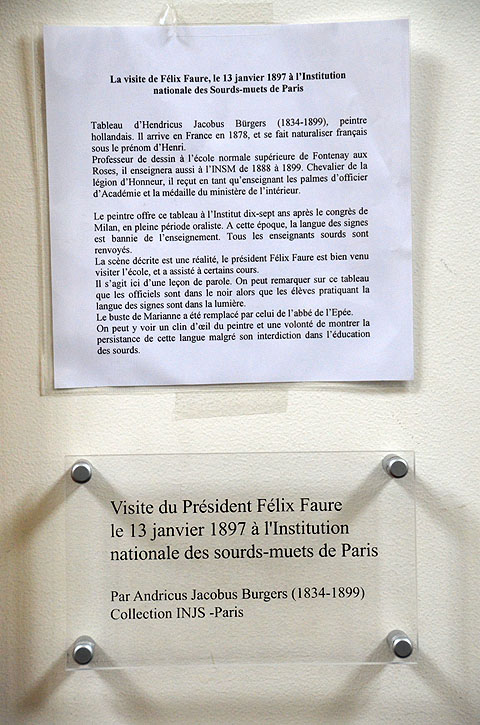 La visite de Félix Faure, le 13 janvier 1897 à l'Institution
nationale des Sourds-muets de Paris
Tableau d'Hendricus Jacobus Bürgers (1834-1899), peintre
hollandais. Il arrive en France en 1878, et se fait naturaliser français
sous le prénom d'Henri.
Professeur de dessin à l'école normale supérieure de Fontenay aux
Roses, il enseignera aussi à l'INSM de 1888 à 1899. Chevalier de la
légion d'Honneur, il reçut en tant qu'enseignant les palmes d'officier
d'Académie et la médaille du ministère de l'intérieur.
Le peintre offre ce tableau à l'Institut dix-sept ans après le congrès de
Milan, en pleine période oraliste. A cette époque, la langue des signes
est bannie de l'enseignement. Tous les enseignants sourds sont
renvoyés.
La scène décrite est une réalité, le président Félix Faure est bien venu
visiter l'école, et a assisté à certains cours.
Il s'agit ici d'une leçon de parole. On peut remarquer sur ce tableau
que les officiels sont dans le noir alors que les élèves pratiquant la
langue des signes sont dans la lumière.
Le buste de Marianne a été remplacé par celui de l'abbé de l'Epée.
On peut y voir un clin d'œil du peintre et une volonté de montrer la
persistance de cette langue malgré son interdiction dans l'éducation
des sourds.
Visite du Président Félix Faure
le 13 janvier 1897 à l'Institution
nationale des sourds-muets de Paris
Par Andricus Jacobus Burgers (1834-1899)
Collection INJS -Paris